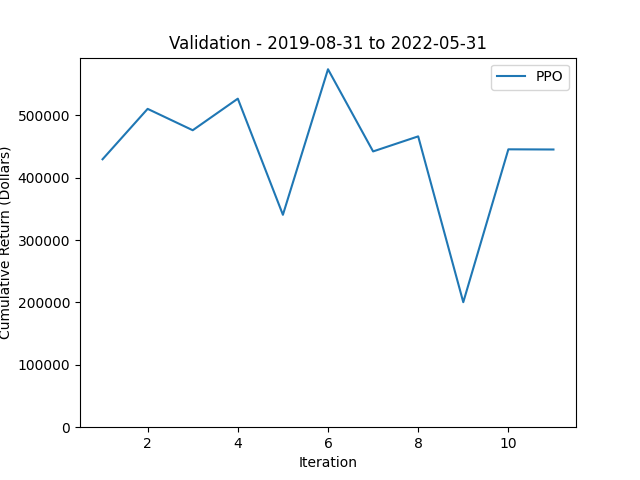 Validation - 2019-08-31 to 2022-05-31
PPO
Cumulative Return (Dollars)
500000
400000
300000
200000
100000
0
2
4
6
8
10
Iteration